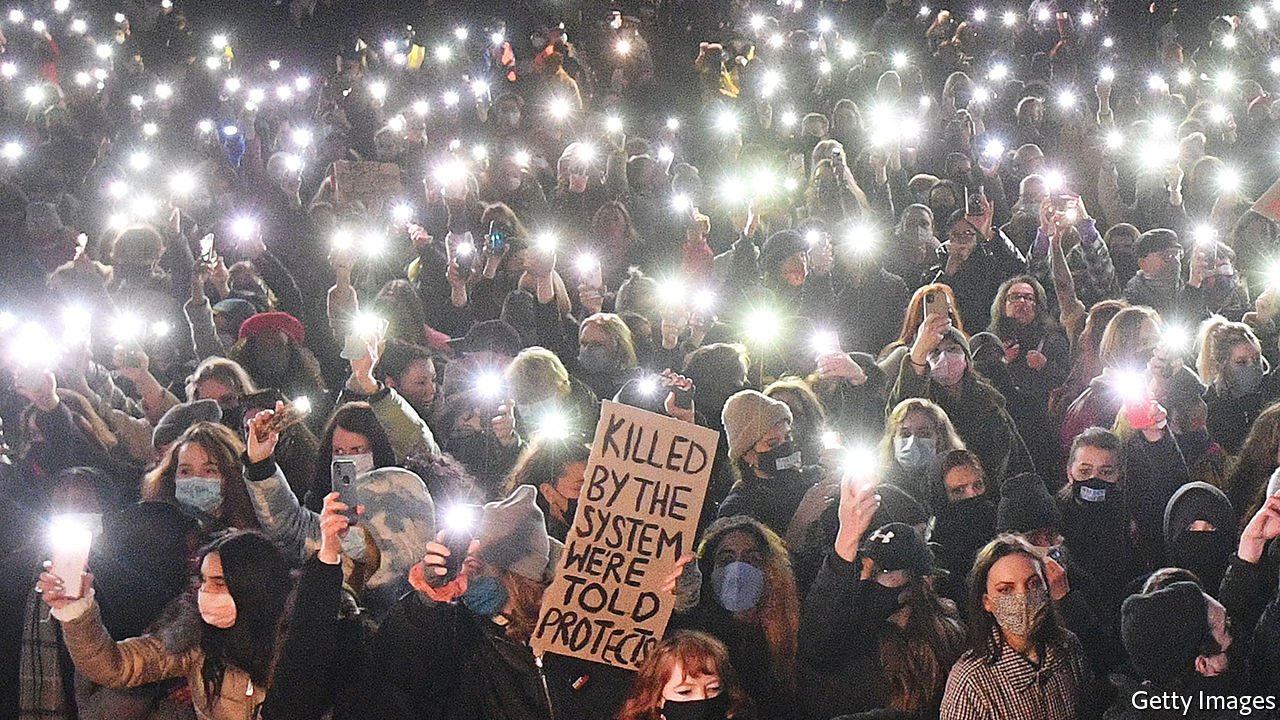 KILLED
BY THE
SYSTEM
WE'RE
TOLD
PROTECTS
Getty Images